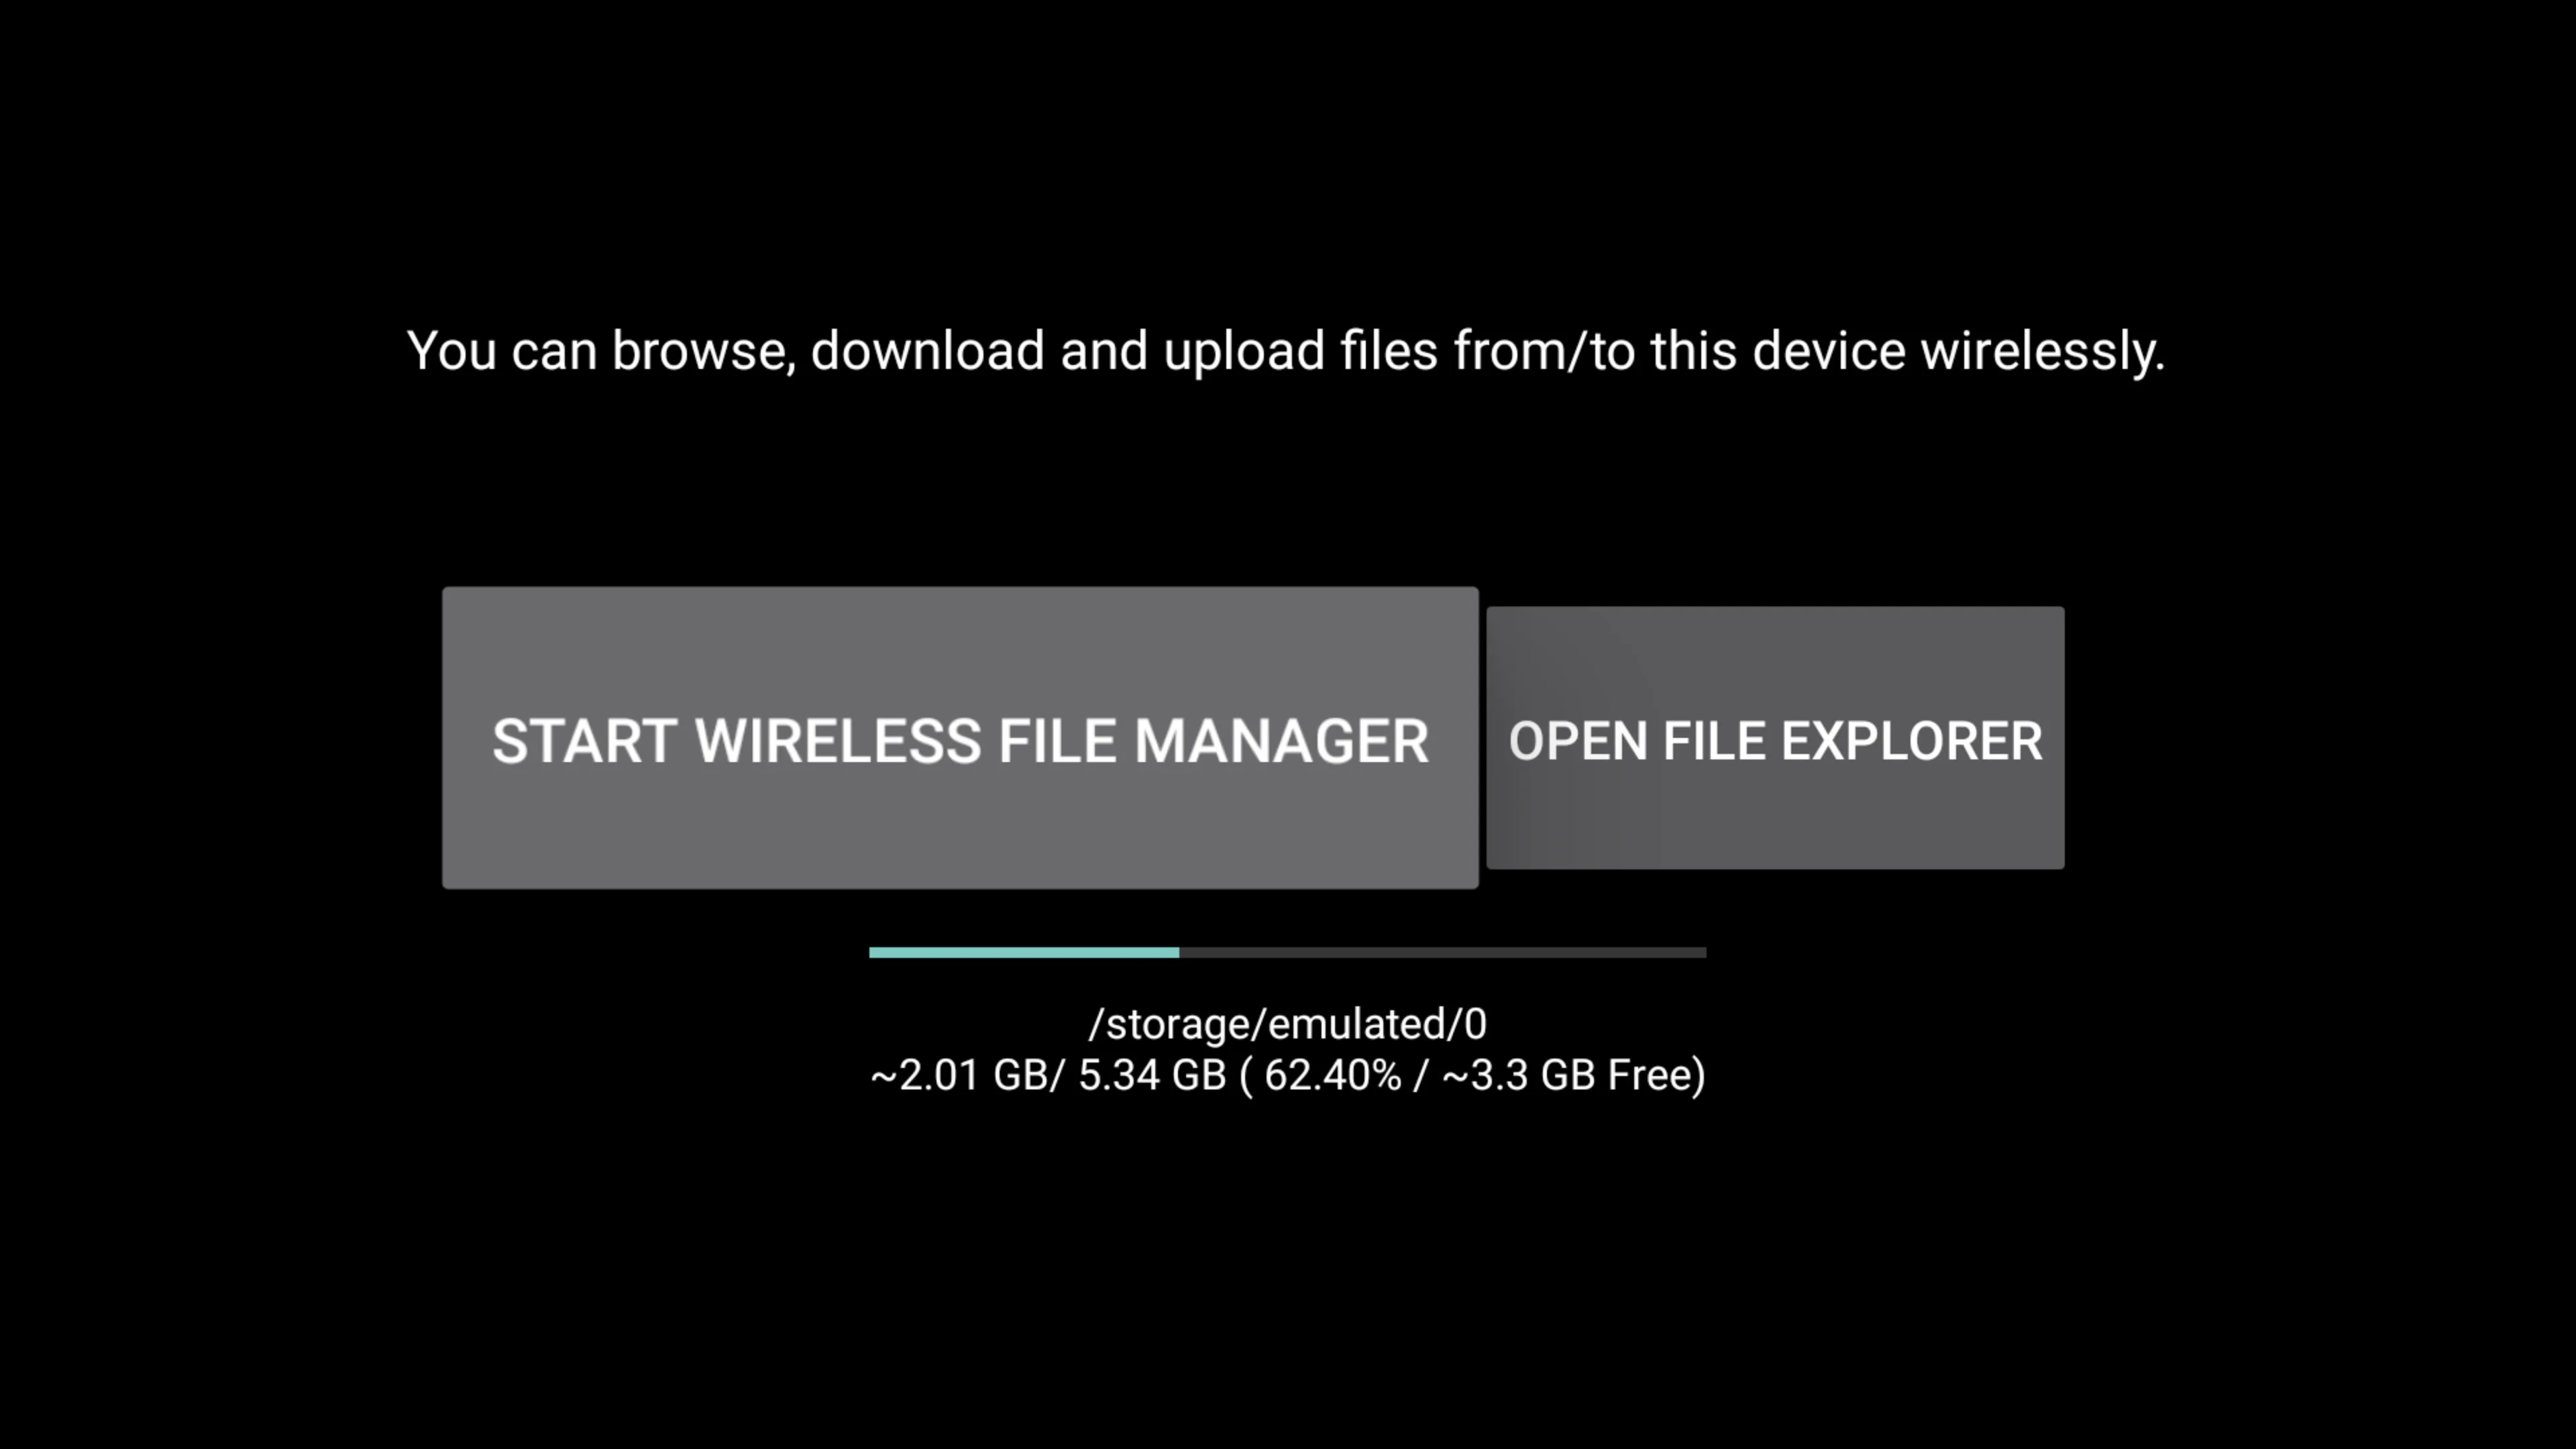 You can browse, download and upload files from/to this device wirelessly.
START WIRELESS FILE MANAGER
OPEN FILE EXPLORER
/storage/emulated/0
~2.01 GB/ 5.34 GB ( 62.40% / ~3.3 GB Free)